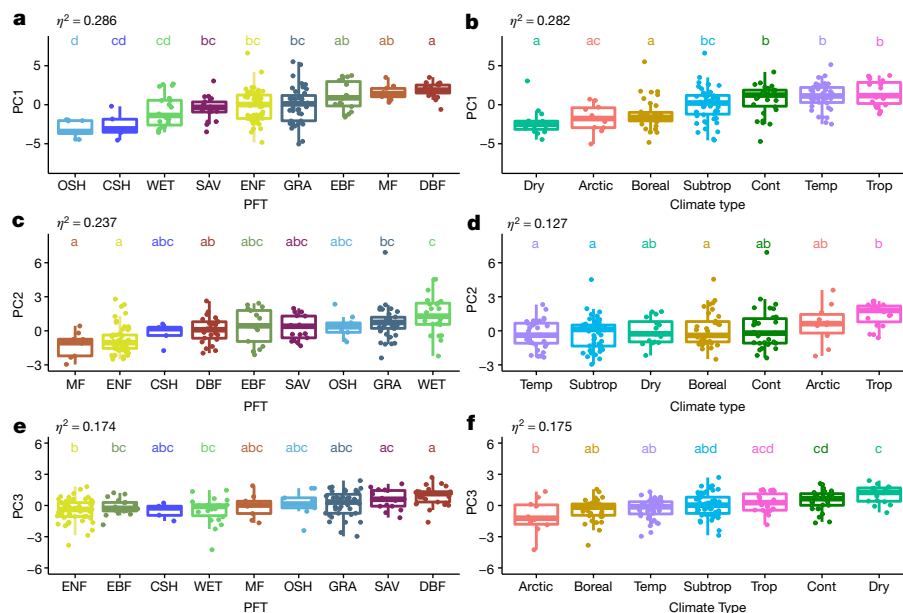 a
η² = 0.286
d cd cd bc bc bc ab ab a
PC1
5
0
−5
OSH CSH WET SAV ENF GRA EBF MF DBF
PFT
b
η² = 0.282
a ac a bc b b b
PC1
5
0
−5
Dry Arctic Boreal Subtrop Cont Temp Trop
Climate type
c
η² = 0.237
a a abc ab abc abc abc bc c
PC2
6
3
0
−3
MF ENF CSH DBF EBF SAV OSH GRA WET
PFT
d
η² = 0.127
a a ab a ab ab b
PC2
6
3
0
−3
Temp Subtrop Dry Boreal Cont Arctic Trop
Climate type
e
η² = 0.174
b bc abc bc abc abc abc ac a
PC3
6
3
0
−3
−6
ENF EBF CSH WET MF OSH GRA SAV DBF
PFT
f
η² = 0.175
b ab ab abd acd cd c
PC3
6
3
0
−3
−6
Arctic Boreal Temp Subtrop Trop Cont Dry
Climate Type